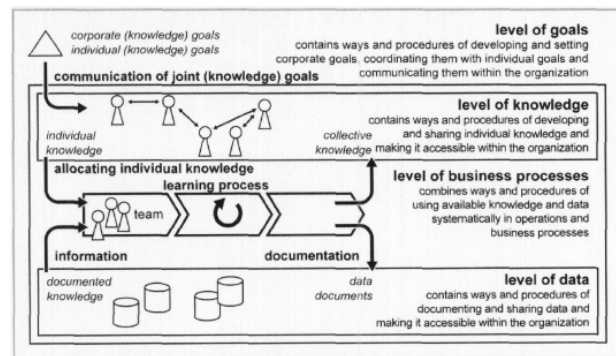 corporate (knowledge) goals
individual (knowledge) goals
level of goals
contains ways and procedures of developing and setting
corporate goals, coordinating them with individual goals and
communicating them within the organization
communication of joint (knowledge) goals
level of knowledge
contains ways and procedures of developing
and sharing individual knowledge and
making it accessible within the organization
individual
knowledge
collective
knowledge
allocating individual knowledge
learning process
level of business processes
combines ways and procedures of
using available knowledge and data
systematically in operations and
business processes
team
information
documentation
documented
knowledge
data
documents
level of data
contains ways and procedures of
documenting and sharing data and
making it accessible within the organization